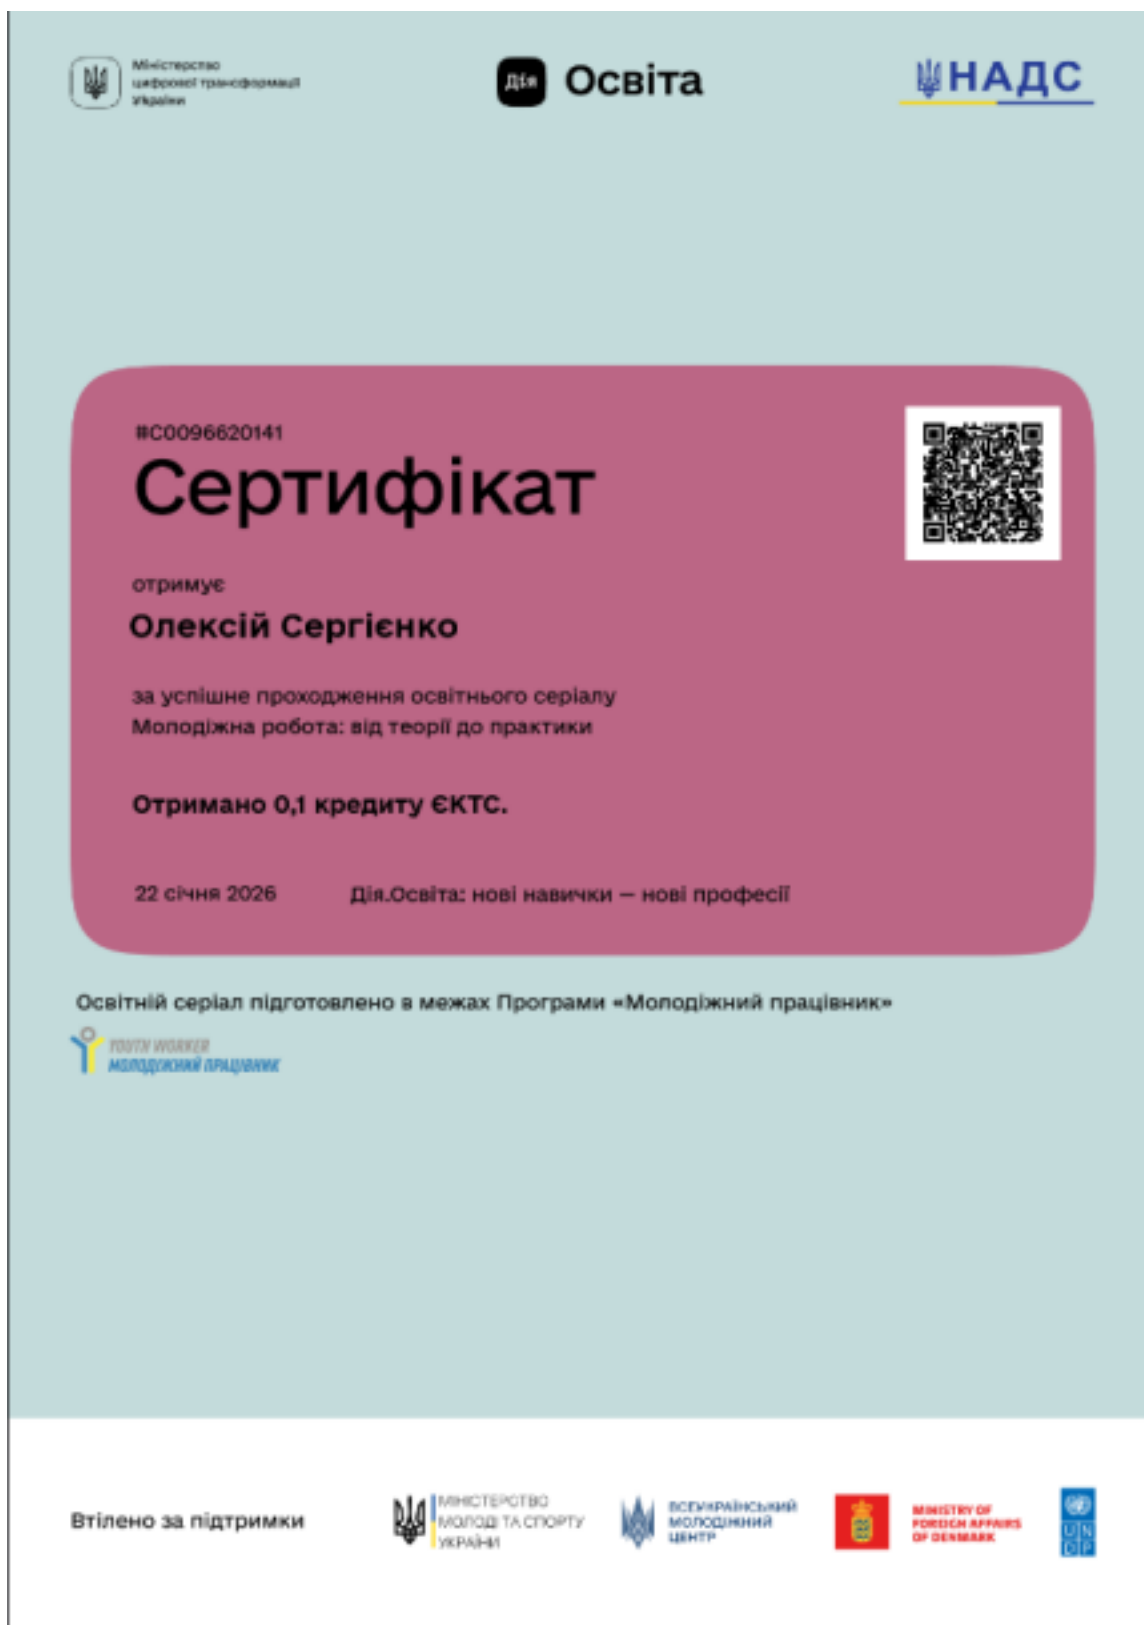 Міністерство
цифрової трансформації
України
Дія Освіта
НАДС
#C0096620141
Сертифікат
отримує
Олексій Сергієнко
за успішне проходження освітнього серіалу
Молодіжна робота: від теорії до практики
Отримано 0,1 кредиту ЄКТС.
22 січня 2026
Дія.Освіта: нові навички — нові професії
Освітній серіал підготовлено в межах Програми «Молодіжний працівник»
YOUTH WORKER
МОЛОДІЖНИЙ ПРАЦІВНИК
Втілено за підтримки
МІНІСТЕРСТВО
МОЛОДІ ТА СПОРТУ
УКРАЇНИ
ВСЕУКРАЇНСЬКИЙ
МОЛОДІЖНИЙ
ЦЕНТР
MINISTRY OF
FOREIGN AFFAIRS
OF DENMARK
UN
DP